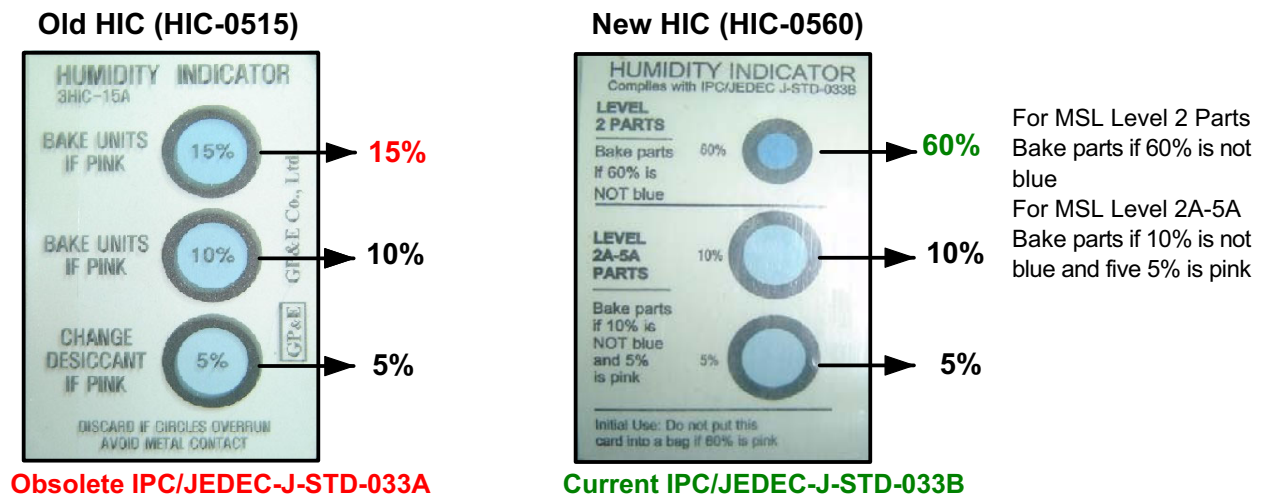 Old HIC (HIC-0515)
HUMIDITY INDICATOR
3HIC-15A
BAKE UNITS
IF PINK
15%
15%
BAKE UNITS
IF PINK
10%
10%
CHANGE
DESICCANT
IF PINK
5%
5%
GP&E Co., Ltd
GP&E
DISCARD IF CIRCLES OVERRUN
AVOID METAL CONTACT
Obsolete IPC/JEDEC-J-STD-033A
New HIC (HIC-0560)
HUMIDITY INDICATOR
Complies with IPC/JEDEC J-STD-033B
LEVEL
2 PARTS
Bake parts
if 60% is
NOT blue
60%
60%
LEVEL
2A-5A
PARTS
10%
10%
Bake parts
if 10% is
NOT blue
and 5%
is pink
5%
5%
Initial Use: Do not put this
card into a bag if 60% is pink
Current IPC/JEDEC-J-STD-033B
For MSL Level 2 Parts
Bake parts if 60% is not
blue
For MSL Level 2A-5A
Bake parts if 10% is not
blue and five 5% is pink